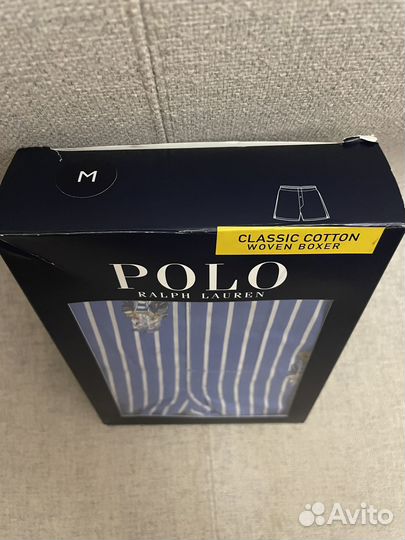 M
CLASSIC COTTON
WOVEN BOXER
POLO
RALPH LAUREN
Avito